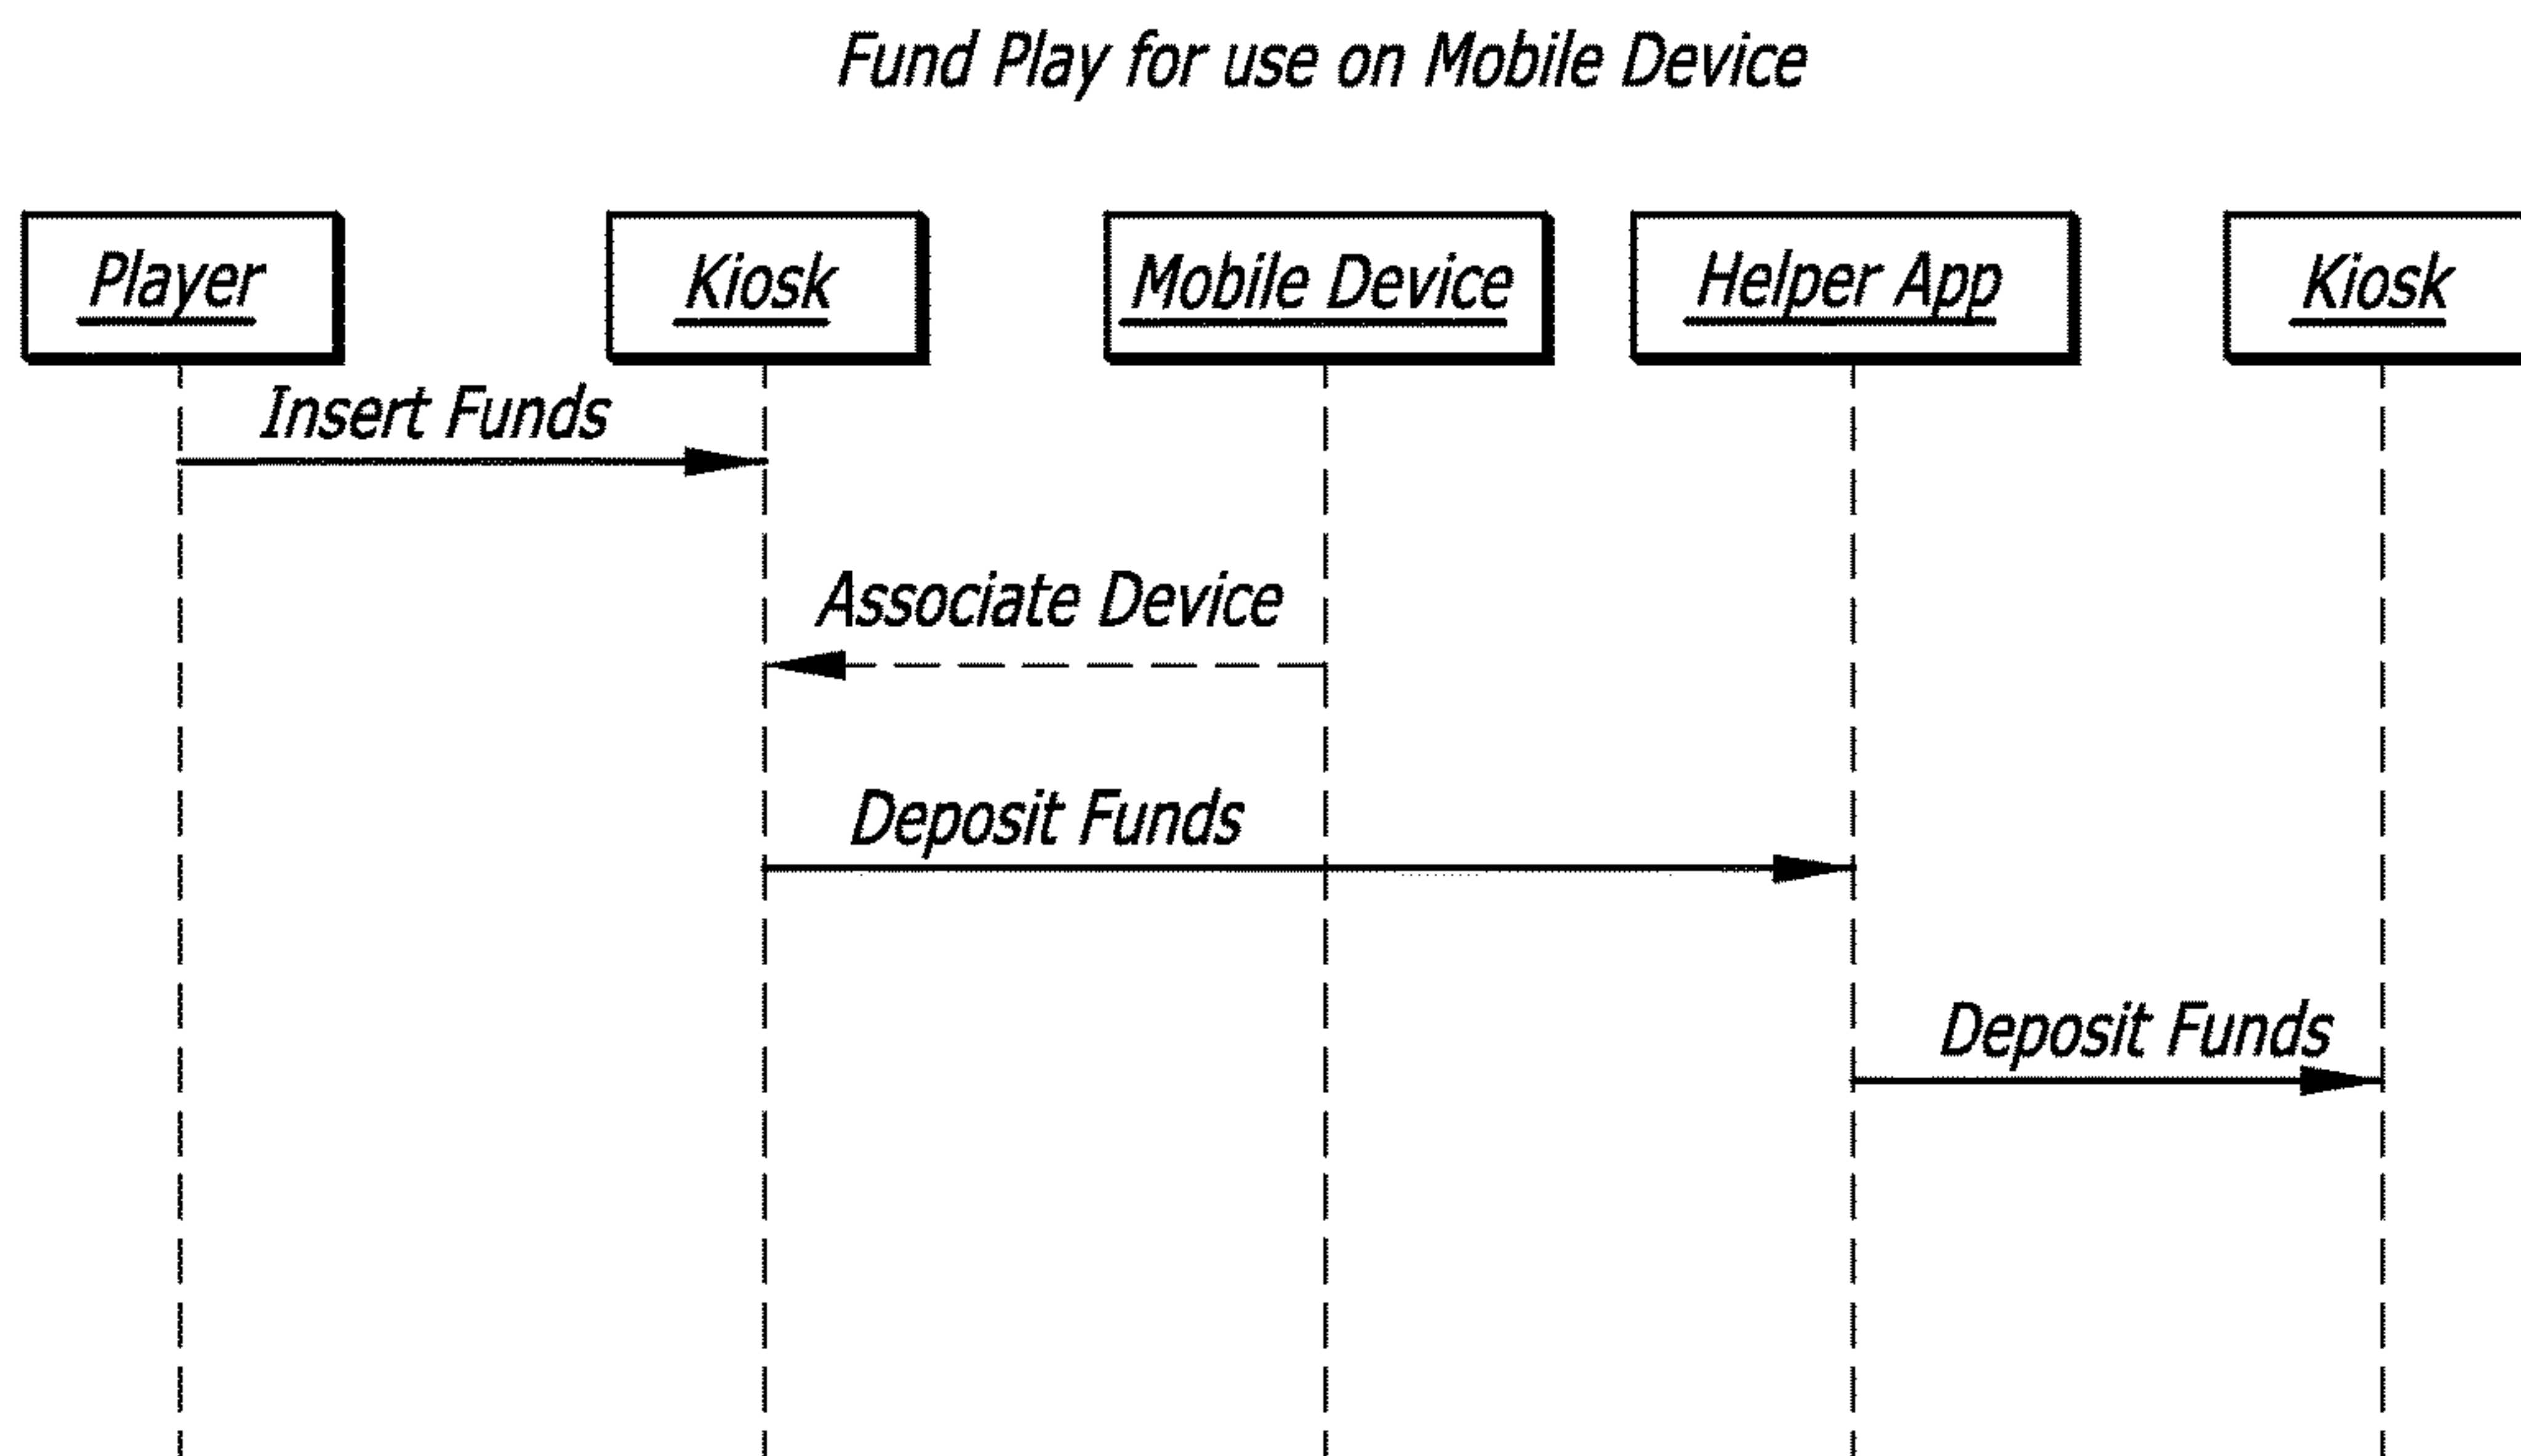 Fund Play for use on Mobile Device
Player
Kiosk
Mobile Device
Helper App
Kiosk
Insert Funds
Associate Device
Deposit Funds
Deposit Funds